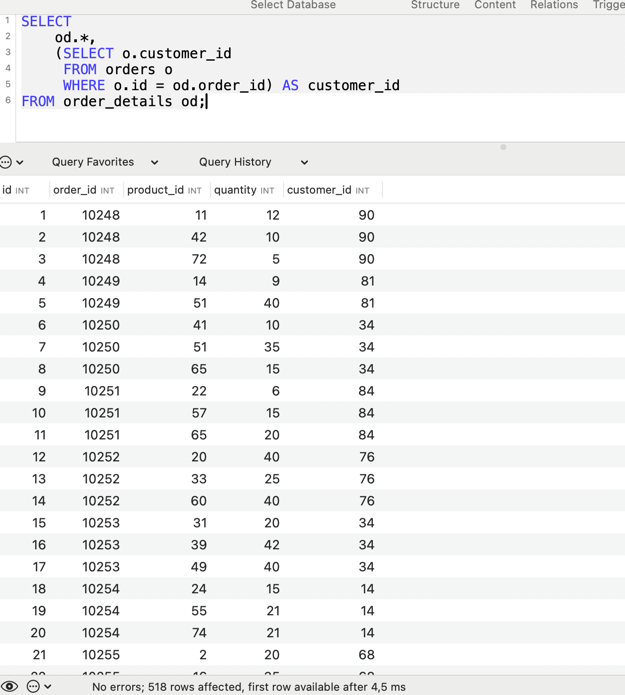 Select Database Structure Content Relations Trigge
1 SELECT
2 od.*,
3 (SELECT o.customer_id
4 FROM orders o
5 WHERE o.id = od.order_id) AS customer_id
6 FROM order_details od;
Query Favorites Query History
id INT order_id INT product_id INT quantity INT customer_id INT
1 10248 11 12 90
2 10248 42 10 90
3 10248 72 5 90
4 10249 14 9 81
5 10249 51 40 81
6 10250 41 10 34
7 10250 51 35 34
8 10250 65 15 34
9 10251 22 6 84
10 10251 57 15 84
11 10251 65 20 84
12 10252 20 40 76
13 10252 33 25 76
14 10252 60 40 76
15 10253 31 20 34
16 10253 39 42 34
17 10253 49 40 34
18 10254 24 15 14
19 10254 55 21 14
20 10254 74 21 14
21 10255 2 20 68
No errors; 518 rows affected, first row available after 4,5 ms